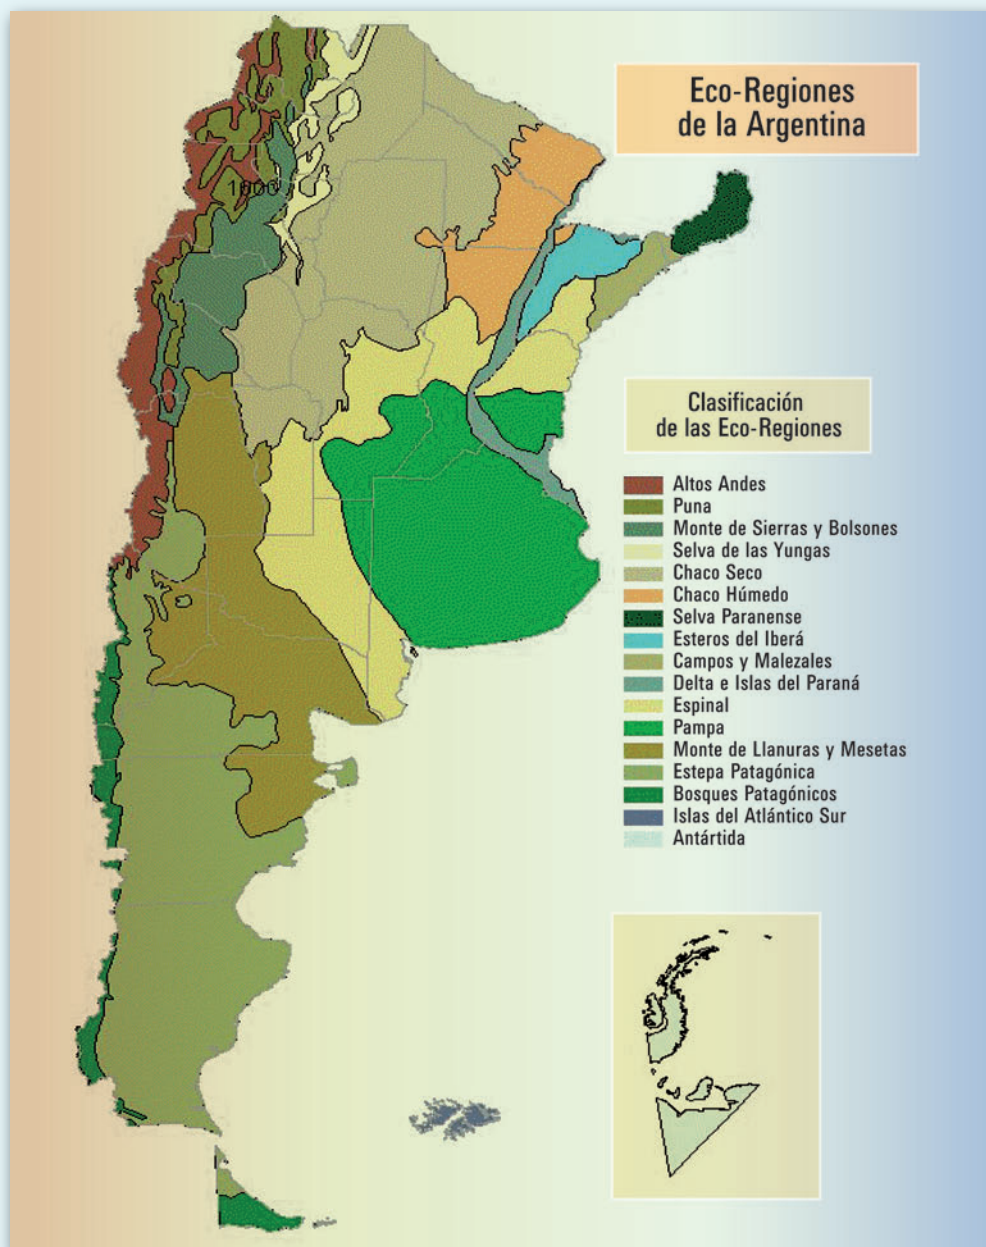 Eco-Regiones
de la Argentina
1000
Clasificación
de las Eco-Regiones
Altos Andes
Puna
Monte de Sierras y Bolsones
Selva de las Yungas
Chaco Seco
Chaco Húmedo
Selva Paranense
Esteros del Iberá
Campos y Malezales
Delta e Islas del Paraná
Espinal
Pampa
Monte de Llanuras y Mesetas
Estepa Patagónica
Bosques Patagónicos
Islas del Atlántico Sur
Antártida